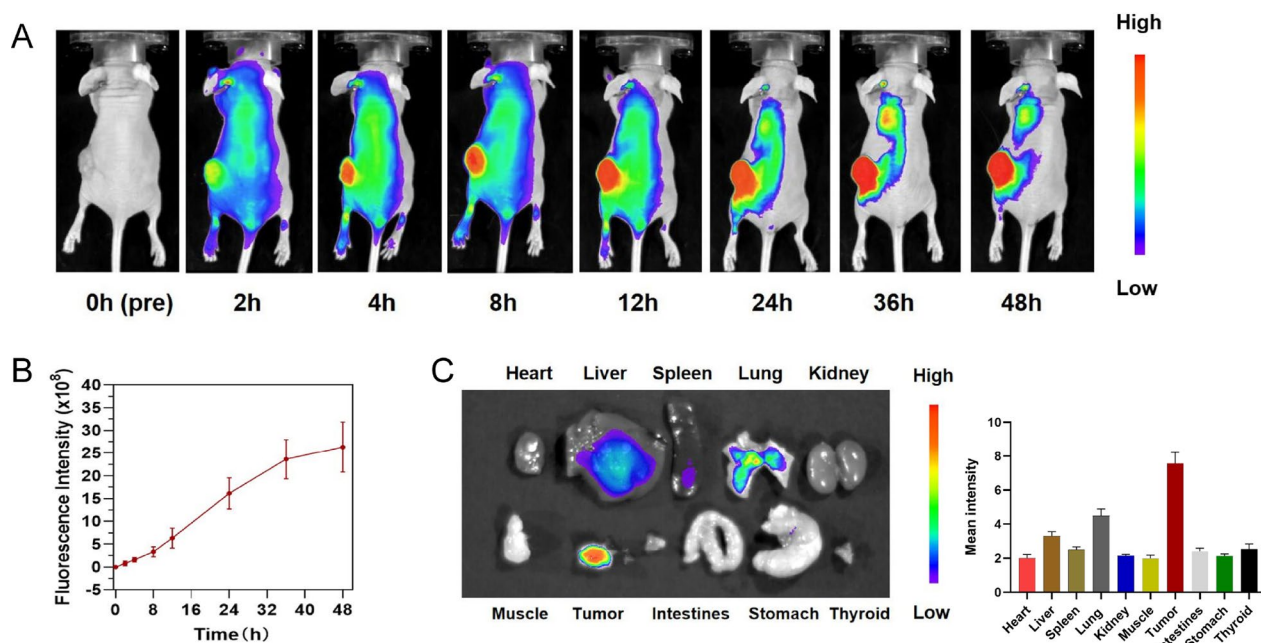 A
High
Low
0h (pre) 2h 4h 8h 12h 24h 36h 48h
B
Fluorescence Intensity (x10⁸)
40
35
30
25
20
15
10
5
0
-5
0 8 16 24 32 40 48
Time(h)
C
Heart Liver Spleen Lung Kidney
Muscle Tumor Intestines Stomach Thyroid
High
Low
Mean intensity
10
8
6
4
2
0
Heart
Liver
Spleen
Lung
Kidney
Muscle
Tumor
ntestines
Stomach
Thyroid